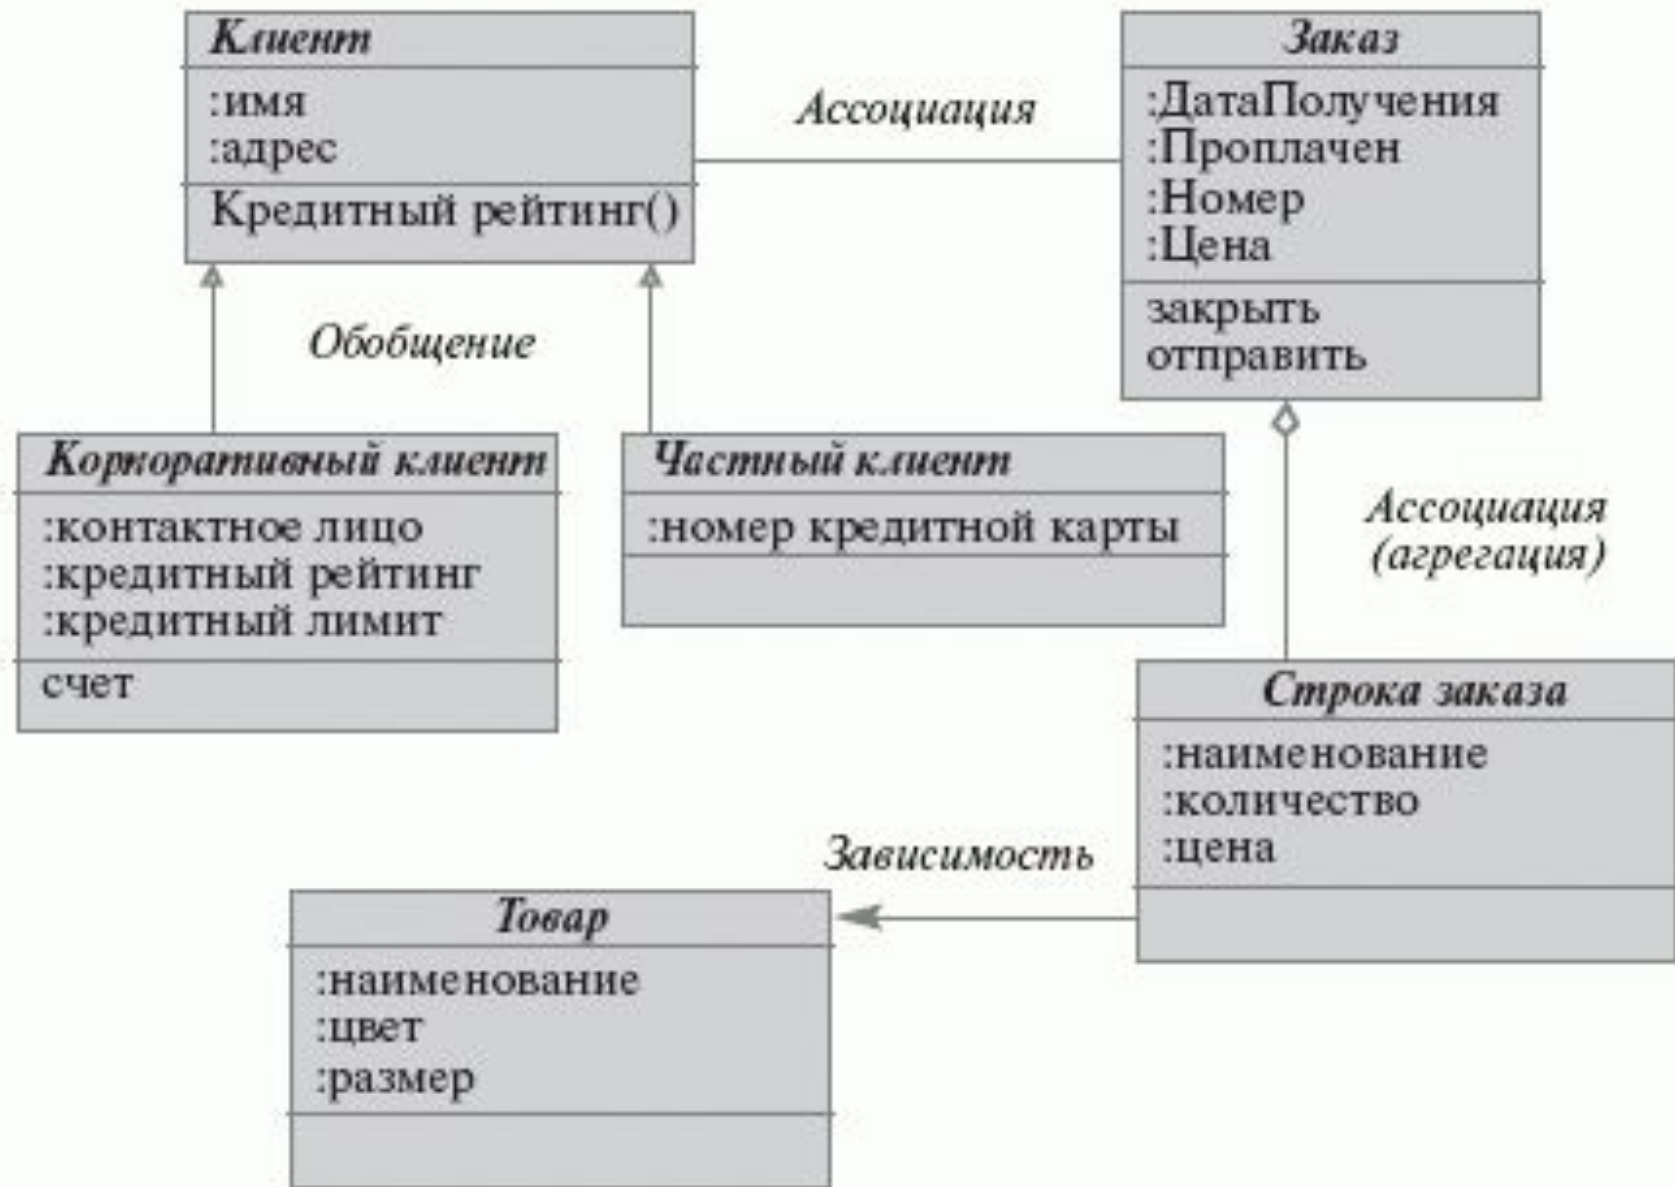 Клиент
:имя
:адрес
Кредитный рейтинг()
Ассоциация
Заказ
:ДатаПолучения
:Проплачен
:Номер
:Цена
закрыть
отправить
Обобщение
Корпоративный клиент
:контактное лицо
:кредитный рейтинг
:кредитный лимит
счет
Частный клиент
:номер кредитной карты
Ассоциация
(агрегация)
Строка заказа
:наименование
:количество
:цена
Зависимость
Товар
:наименование
:цвет
:размер